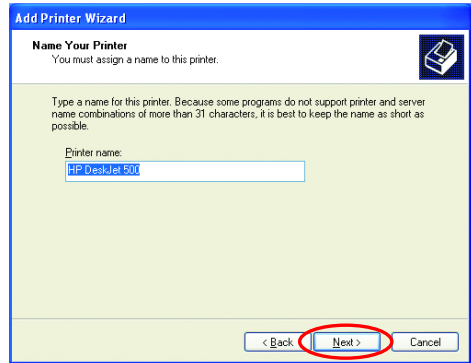 Add Printer Wizard
Name Your Printer
You must assign a name to this printer.
Type a name for this printer. Because some programs do not support printer and server
name combinations of more than 31 characters, it is best to keep the name as short as
possible.
Printer name:
HP DeskJet 500
< Back Next > Cancel